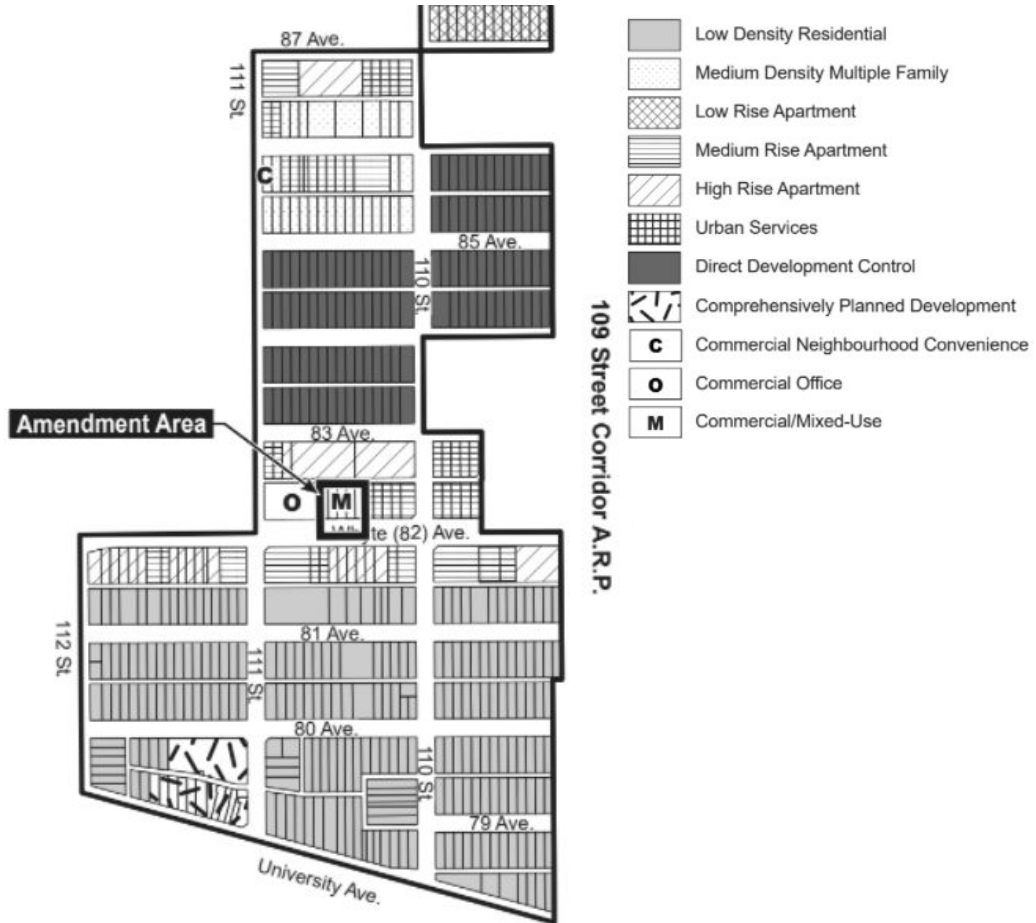 87 Ave.
111 St.
C
85 Ave.
110 St.
109 Street Corridor A.R.P.
Amendment Area
83 Ave.
O
M
(82) Ave.
81 Ave.
112 St.
111 St.
80 Ave.
110 St.
79 Ave.
University Ave.
Low Density Residential
Medium Density Multiple Family
Low Rise Apartment
Medium Rise Apartment
High Rise Apartment
Urban Services
Direct Development Control
Comprehensively Planned Development
C Commercial Neighbourhood Convenience
O Commercial Office
M Commercial/Mixed-Use